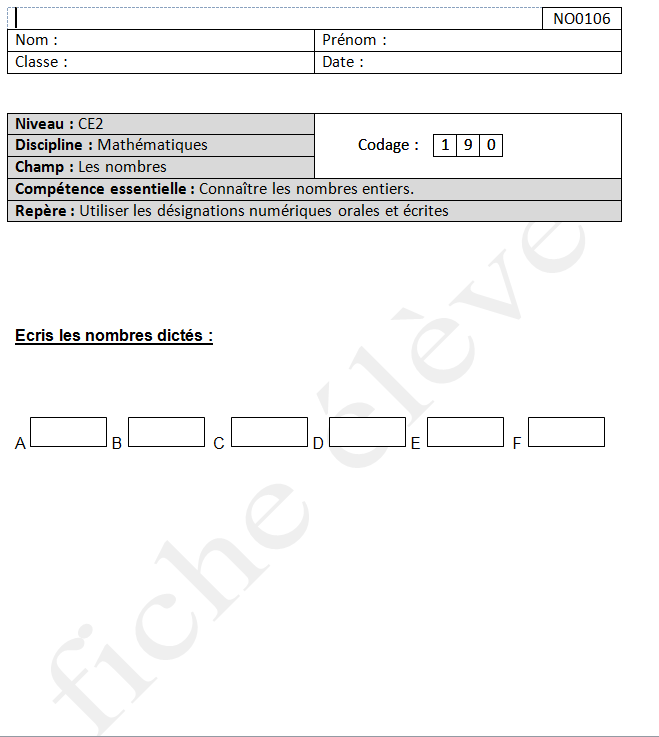 NO0106
Nom : Prénom :
Classe : Date :
Niveau : CE2
Discipline : Mathématiques
Codage : 1 9 0
Champ : Les nombres
Compétence essentielle : Connaître les nombres entiers.
Repère : Utiliser les désignations numériques orales et écrites
Ecris les nombres dictés :
A B C D E F
fiche élève